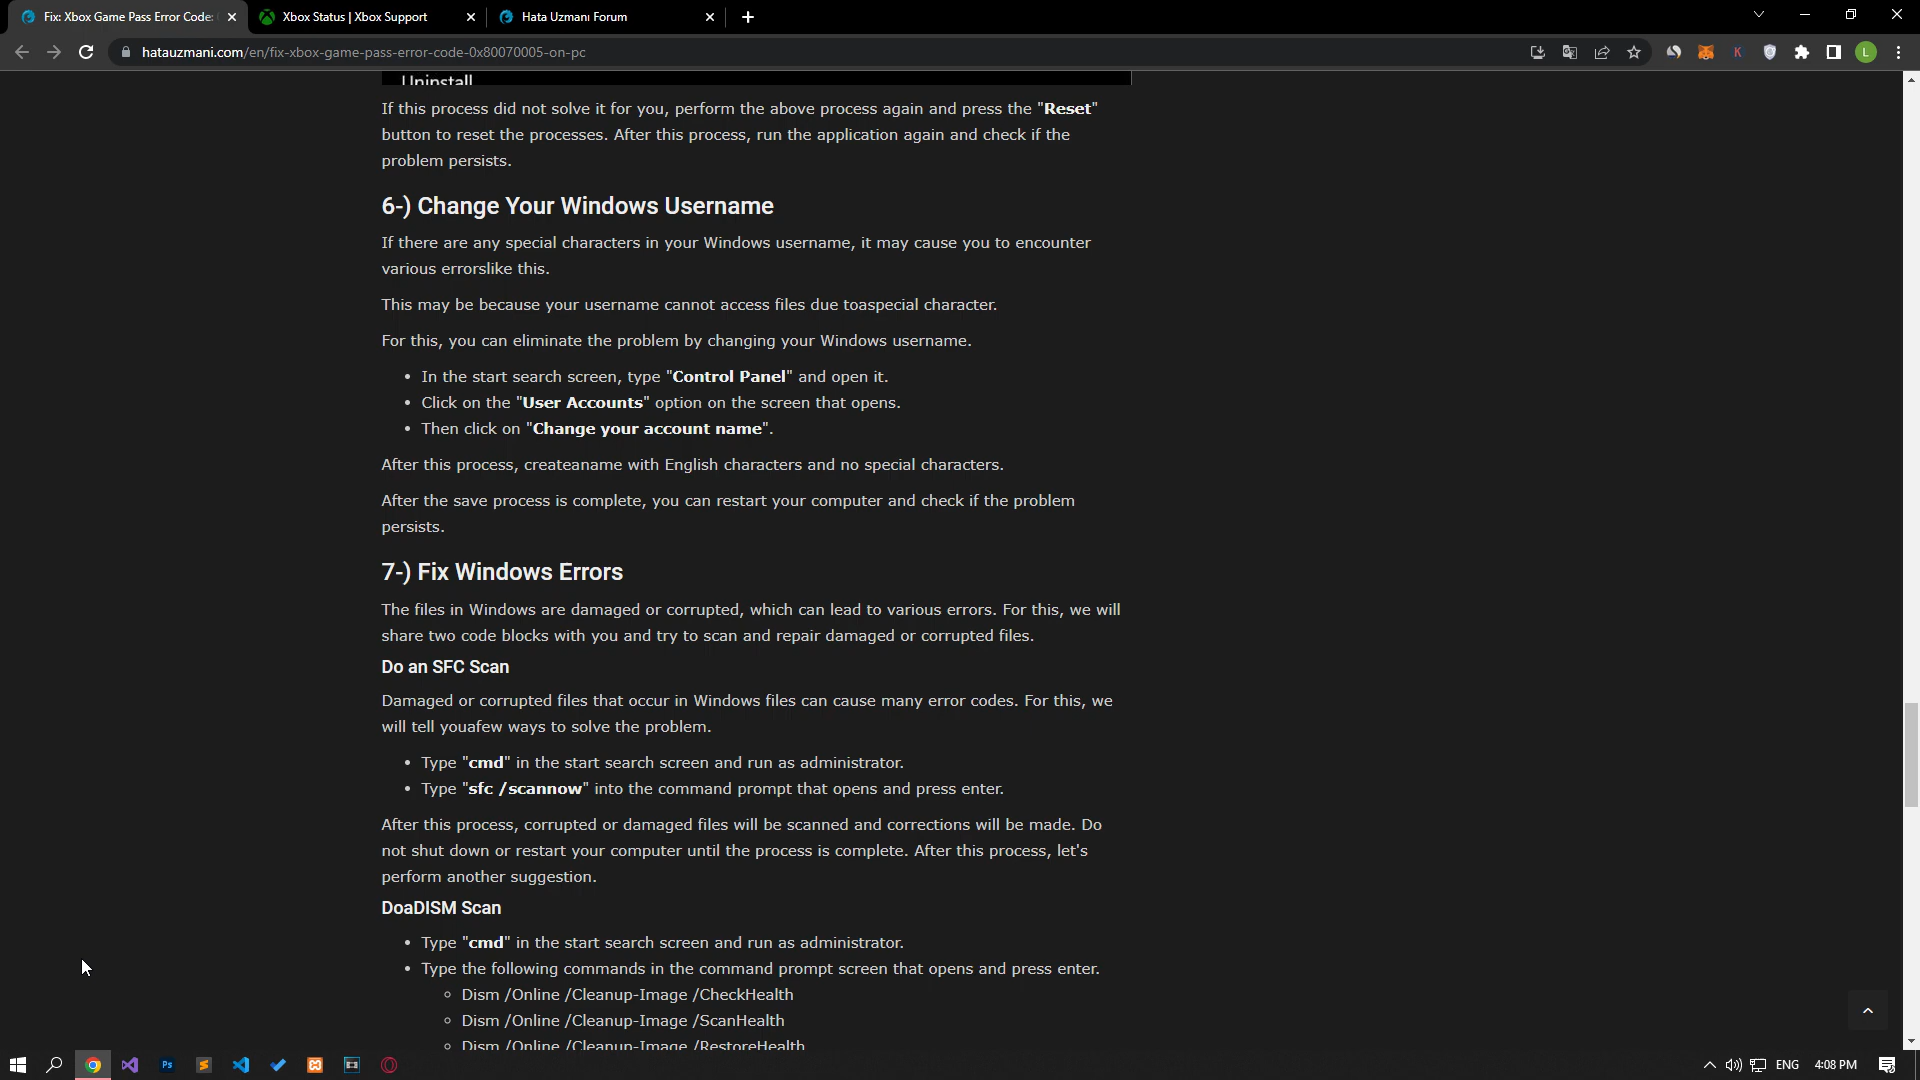 Fix: Xbox Game Pass Error Code:
Xbox Status | Xbox Support
Hata Uzmanı Forum
hatauzmani.com/en/fix-xbox-game-pass-error-code-0x80070005-on-pc
K
L
Uninstall
If this process did not solve it for you, perform the above process again and press the "Reset"
button to reset the processes. After this process, run the application again and check if the
problem persists.
6-) Change Your Windows Username
If there are any special characters in your Windows username, it may cause you to encounter
various errorslike this.
This may be because your username cannot access files due toaspecial character.
For this, you can eliminate the problem by changing your Windows username.
• In the start search screen, type "Control Panel" and open it.
• Click on the "User Accounts" option on the screen that opens.
• Then click on "Change your account name".
After this process, createaname with English characters and no special characters.
After the save process is complete, you can restart your computer and check if the problem
persists.
7-) Fix Windows Errors
The files in Windows are damaged or corrupted, which can lead to various errors. For this, we will
share two code blocks with you and try to scan and repair damaged or corrupted files.
Do an SFC Scan
Damaged or corrupted files that occur in Windows files can cause many error codes. For this, we
will tell youafew ways to solve the problem.
• Type "cmd" in the start search screen and run as administrator.
• Type "sfc /scannow" into the command prompt that opens and press enter.
After this process, corrupted or damaged files will be scanned and corrections will be made. Do
not shut down or restart your computer until the process is complete. After this process, let's
perform another suggestion.
DoaDISM Scan
• Type "cmd" in the start search screen and run as administrator.
• Type the following commands in the command prompt screen that opens and press enter.
◦ Dism /Online /Cleanup-Image /CheckHealth
◦ Dism /Online /Cleanup-Image /ScanHealth
◦ Dism /Online /Cleanup-Image /RestoreHealth
Ps
ENG
4:08 PM